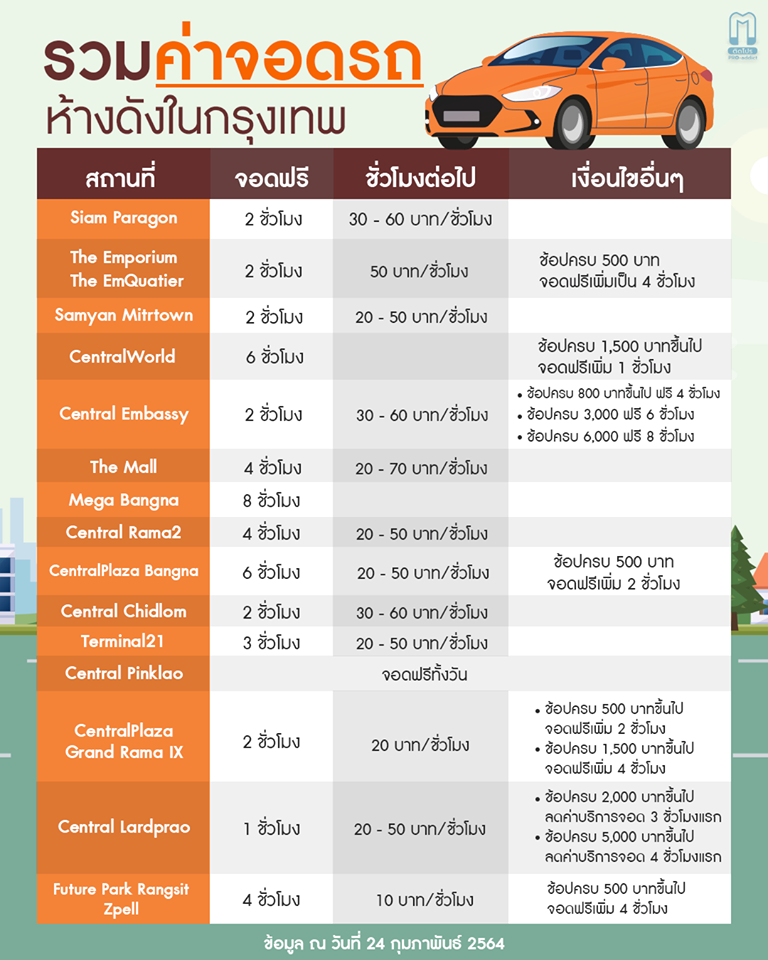 รวมค่าจอดรถ
ห้างดังในกรุงเทพ
M
ติดโปร
PRO addict
สถานที่ จอดฟรี ชั่วโมงต่อไป เงื่อนไขอื่นๆ
Siam Paragon 2 ชั่วโมง 30 - 60 บาท/ชั่วโมง
The Emporium
The EmQuatier
2 ชั่วโมง 50 บาท/ชั่วโมง
ช้อปครบ 500 บาท
จอดฟรีเพิ่มเป็น 4 ชั่วโมง
Samyan Mitrtown 2 ชั่วโมง 20 - 50 บาท/ชั่วโมง
CentralWorld 6 ชั่วโมง
ช้อปครบ 1,500 บาทขึ้นไป
จอดฟรีเพิ่ม 1 ชั่วโมง
Central Embassy 2 ชั่วโมง 30 - 60 บาท/ชั่วโมง
• ช้อปครบ 800 บาทขึ้นไป ฟรี 4 ชั่วโมง
• ช้อปครบ 3,000 ฟรี 6 ชั่วโมง
• ช้อปครบ 6,000 ฟรี 8 ชั่วโมง
The Mall 4 ชั่วโมง 20 - 70 บาท/ชั่วโมง
Mega Bangna 8 ชั่วโมง
Central Rama2 4 ชั่วโมง 20 - 50 บาท/ชั่วโมง
CentralPlaza Bangna 6 ชั่วโมง 20 - 50 บาท/ชั่วโมง
ช้อปครบ 500 บาท
จอดฟรีเพิ่ม 2 ชั่วโมง
Central Chidlom 2 ชั่วโมง 30 - 60 บาท/ชั่วโมง
Terminal21 3 ชั่วโมง 20 - 50 บาท/ชั่วโมง
Central Pinklao จอดฟรีทั้งวัน
CentralPlaza
Grand Rama IX
2 ชั่วโมง 20 บาท/ชั่วโมง
• ช้อปครบ 500 บาทขึ้นไป
จอดฟรีเพิ่ม 2 ชั่วโมง
• ช้อปครบ 1,500 บาทขึ้นไป
จอดฟรีเพิ่ม 4 ชั่วโมง
Central Lardprao 1 ชั่วโมง 20 - 50 บาท/ชั่วโมง
• ช้อปครบ 2,000 บาทขึ้นไป
ลดค่าบริการจอด 3 ชั่วโมงแรก
• ช้อปครบ 5,000 บาทขึ้นไป
ลดค่าบริการจอด 4 ชั่วโมงแรก
Future Park Rangsit
Zpell
4 ชั่วโมง 10 บาท/ชั่วโมง
ช้อปครบ 500 บาทขึ้นไป
จอดฟรีเพิ่ม 4 ชั่วโมง
ข้อมูล ณ วันที่ 24 กุมภาพันธ์ 2564